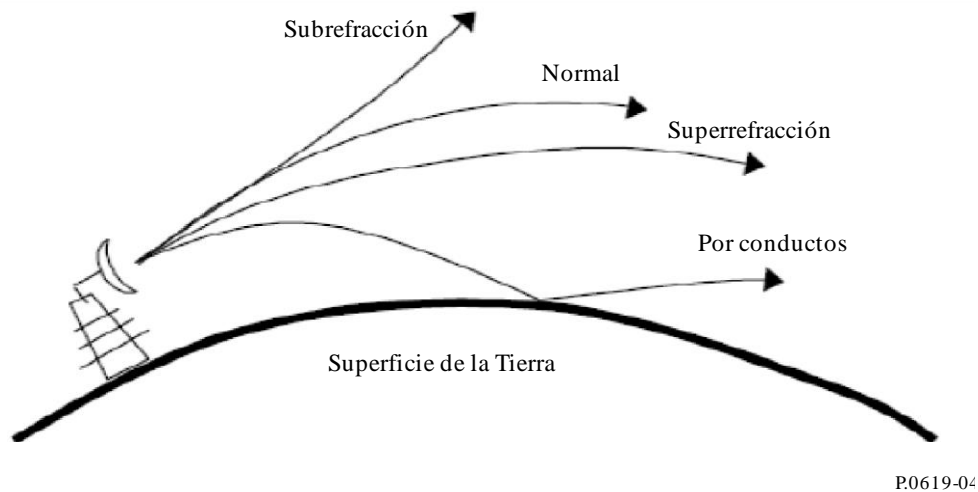 Subrefracción
Normal
Superrefracción
Por conductos
Superficie de la Tierra
P.0619-04